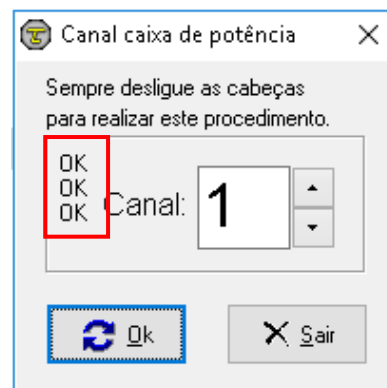 Canal caixa de potência
Sempre desligue as cabeças
para realizar este procedimento.
OK
OK
OK
Canal: 1
Ok
Sair